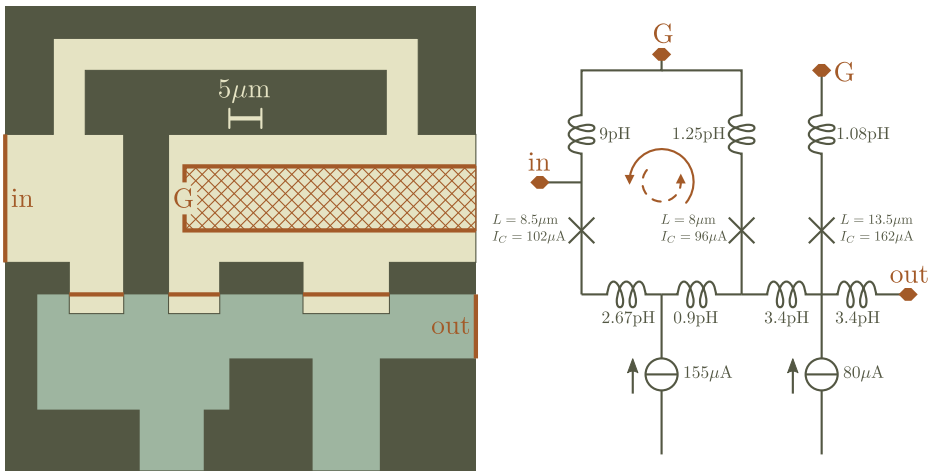 5μm
in
G
out
G
G
9pH
1.25pH
1.08pH
in
L = 8.5μm
I_C = 102μA
L = 8μm
I_C = 96μA
L = 13.5μm
I_C = 162μA
out
2.67pH
0.9pH
3.4pH
3.4pH
155μA
80μA